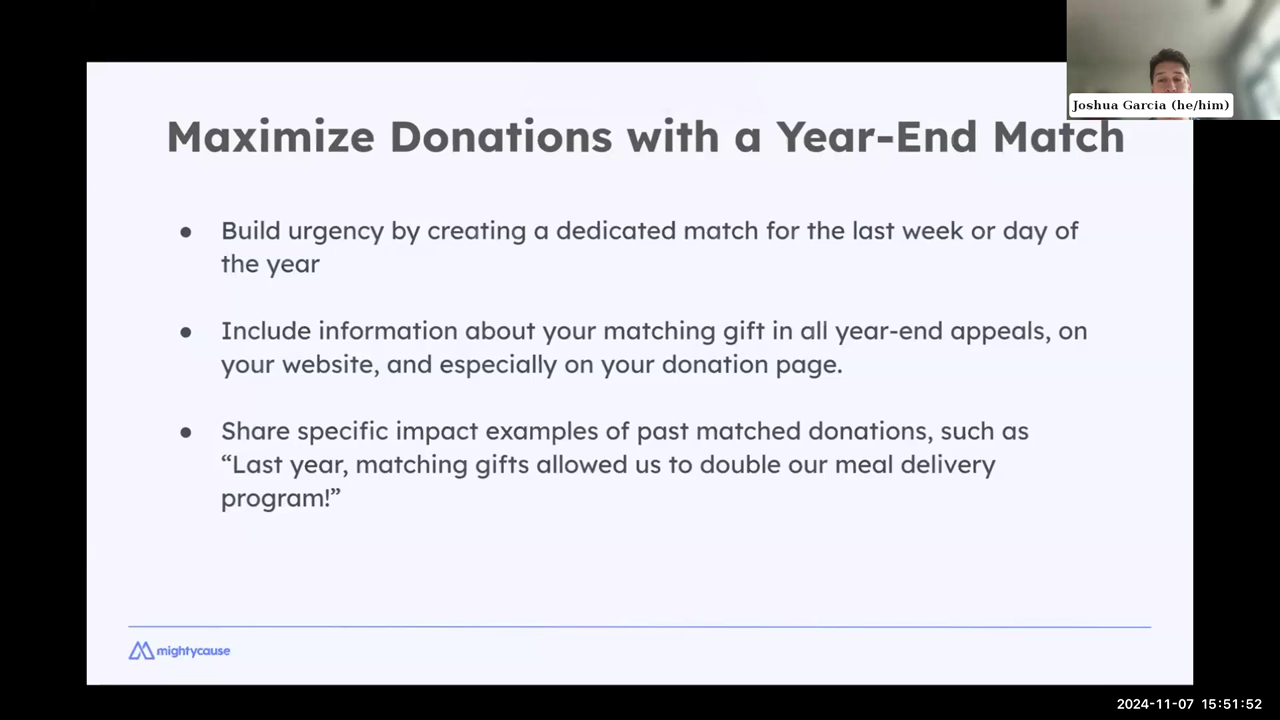 Joshua Garcia (he/him)
Maximize Donations with a Year-End Match
● Build urgency by creating a dedicated match for the last week or day of
the year
● Include information about your matching gift in all year-end appeals, on
your website, and especially on your donation page.
● Share specific impact examples of past matched donations, such as
“Last year, matching gifts allowed us to double our meal delivery
program!”
mightycause
2024-11-07 15:51:52